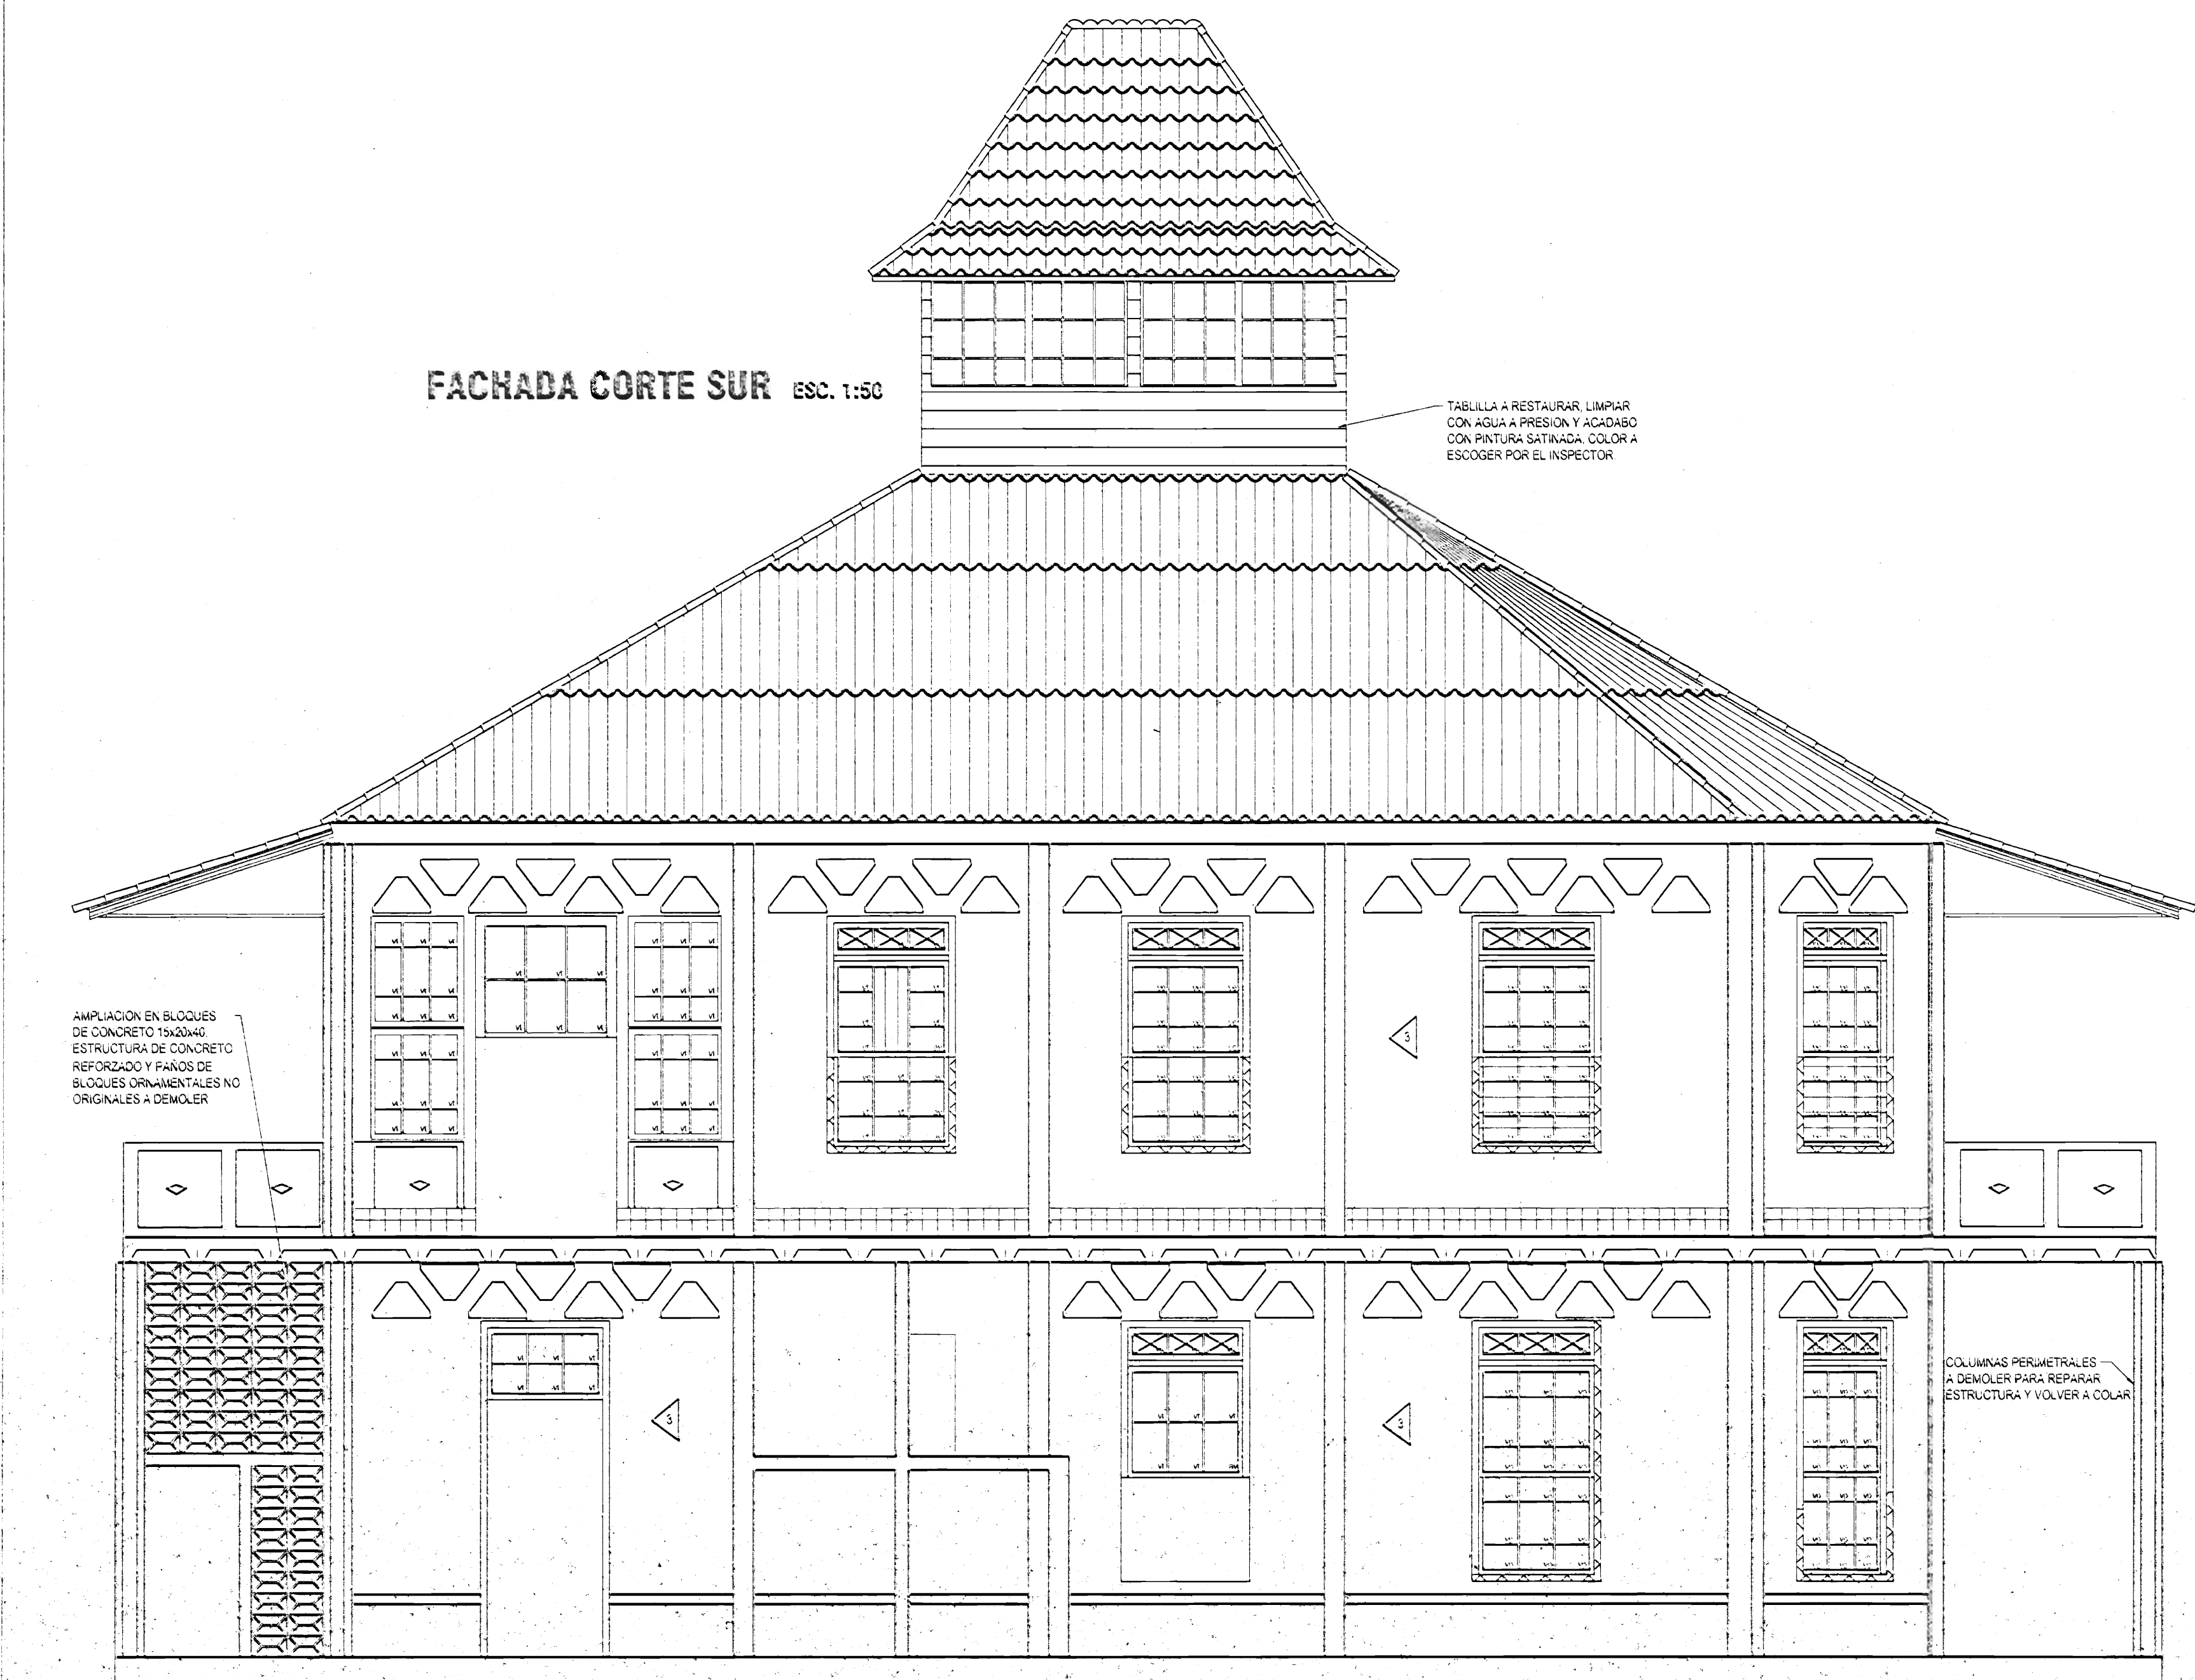 FACHADA CORTE SUR ESC. 1:50
TABLILLA A RESTAURAR, LIMPIAR
CON AGUA A PRESION Y ACADABO
CON PINTURA SATINADA, COLOR A
ESCOGER POR EL INSPECTOR
AMPLIACION EN BLOQUES
DE CONCRETO 15x20x40,
ESTRUCTURA DE CONCRETO
REFORZADO Y PAÑOS DE
BLOQUES ORNAMENTALES NO
ORIGINALES A DEMOLER
3
COLUMNAS PERIMETRALES
A DEMOLER PARA REPARAR
ESTRUCTURA Y VOLVER A COLAR
3
3